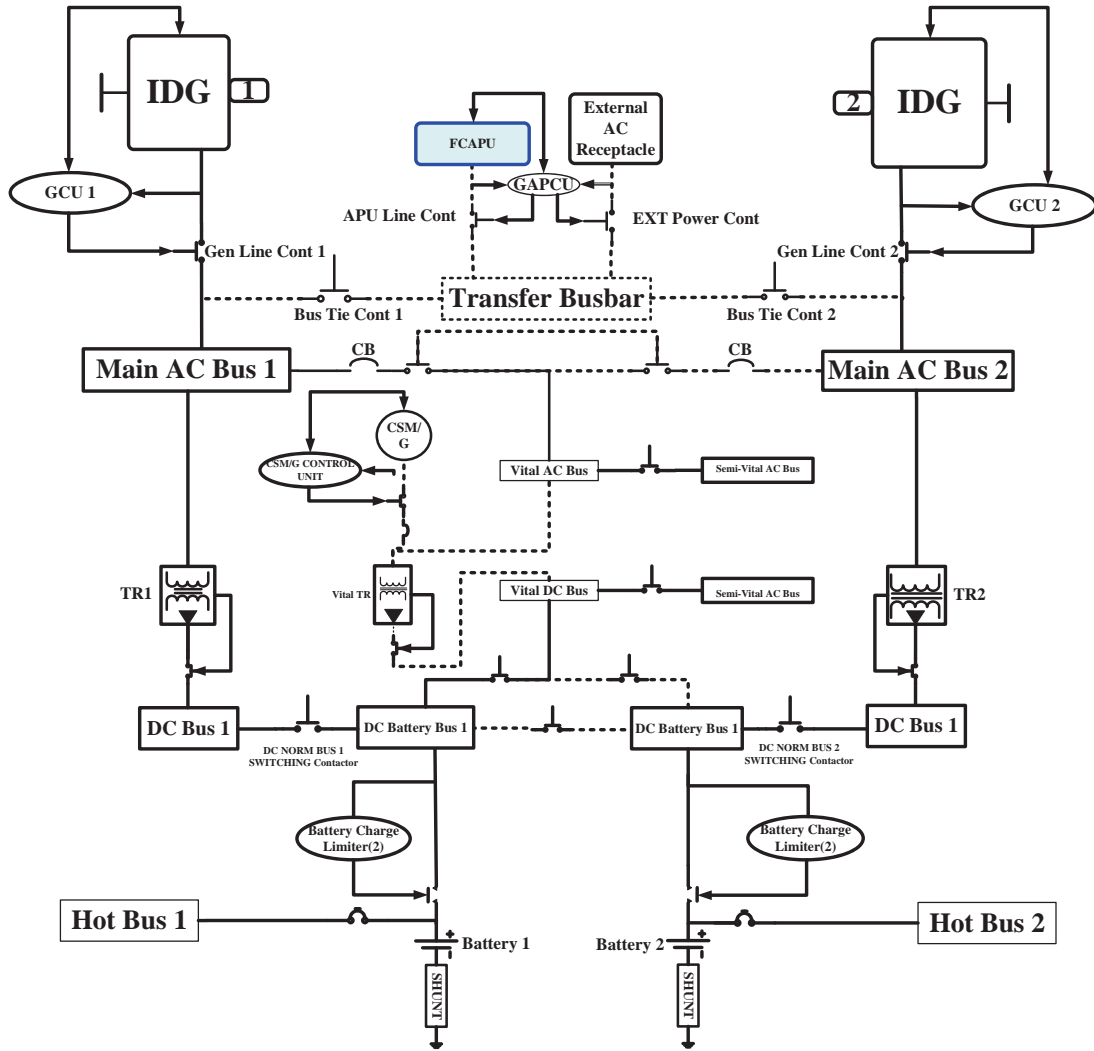 IDG
1
2
IDG
External
AC
Receptacle
FCAPU
GCU 1
GAPCU
GCU 2
APU Line Cont
EXT Power Cont
Gen Line Cont 1
Gen Line Cont 2
Transfer Busbar
Bus Tie Cont 1
Bus Tie Cont 2
CB
CB
Main AC Bus 1
Main AC Bus 2
CSM/
G
CSM/G CONTROL
UNIT
Vital AC Bus
Semi-Vital AC Bus
TR1
Vital TR
Vital DC Bus
Semi-Vital AC Bus
TR2
DC Bus 1
DC Battery Bus 1
DC Battery Bus 1
DC Bus 1
DC NORM BUS 1
SWITCHING Contactor
DC NORM BUS 2
SWITCHING Contactor
Battery Charge
Limiter(2)
Battery Charge
Limiter(2)
Hot Bus 1
Hot Bus 2
+
Battery 1
Battery 2
+
SHUNT
SHUNT